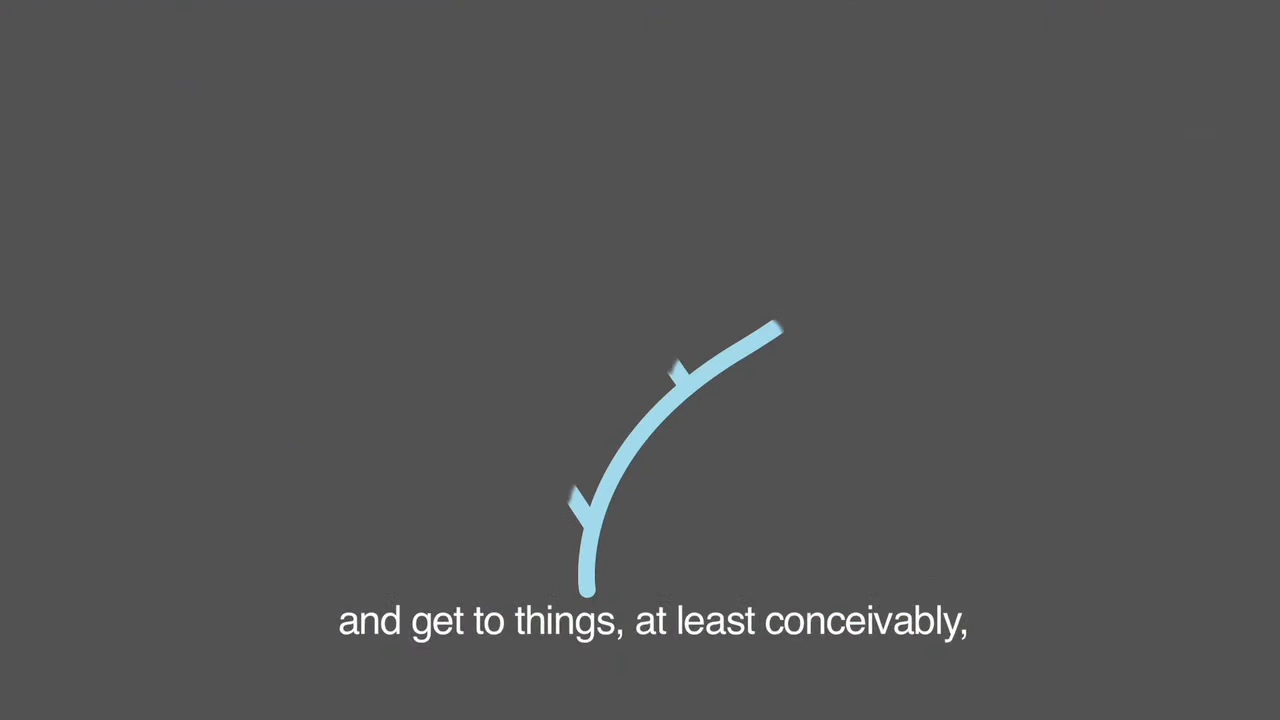 and get to things, at least conceivably,